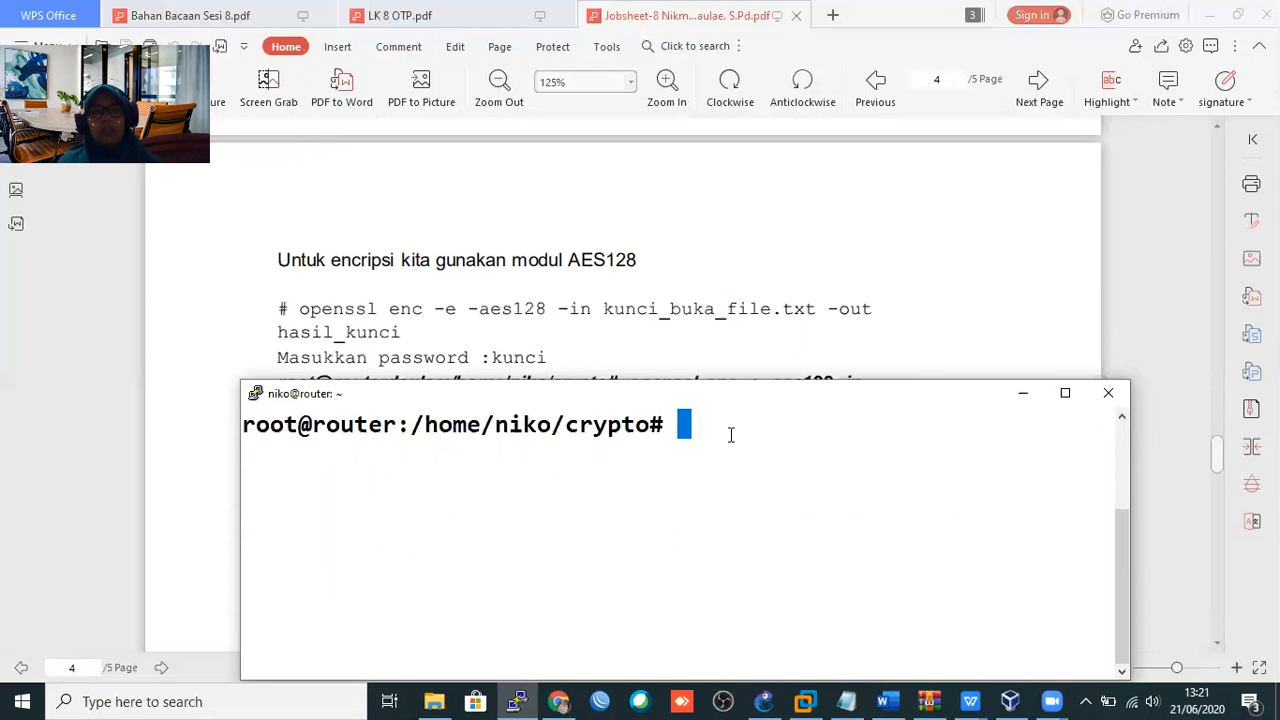 WPS Office
Bahan Bacaan Sesi 8.pdf
LK 8 OTP.pdf
Jobsheet-8 Nikm...aulae. S.Pd.pdf
3
Sign in
Go Premium
Menu
Home
Insert
Comment
Edit
Page
Protect
Tools
Click to search
Screen Grab
PDF to Word
PDF to Picture
Zoom Out
125%
Zoom In
Clockwise
Anticlockwise
Previous
4
/5 Page
Next Page
Highlight
Note
signature
Untuk encripsi kita gunakan modul AES128
# openssl enc -e -aes128 -in kunci_buka_file.txt -out
hasil_kunci
Masukkan password :kunci
niko@router: ~
root@router:/home/niko/crypto#
4
/5 Page
Type here to search
13:21
21/06/2020